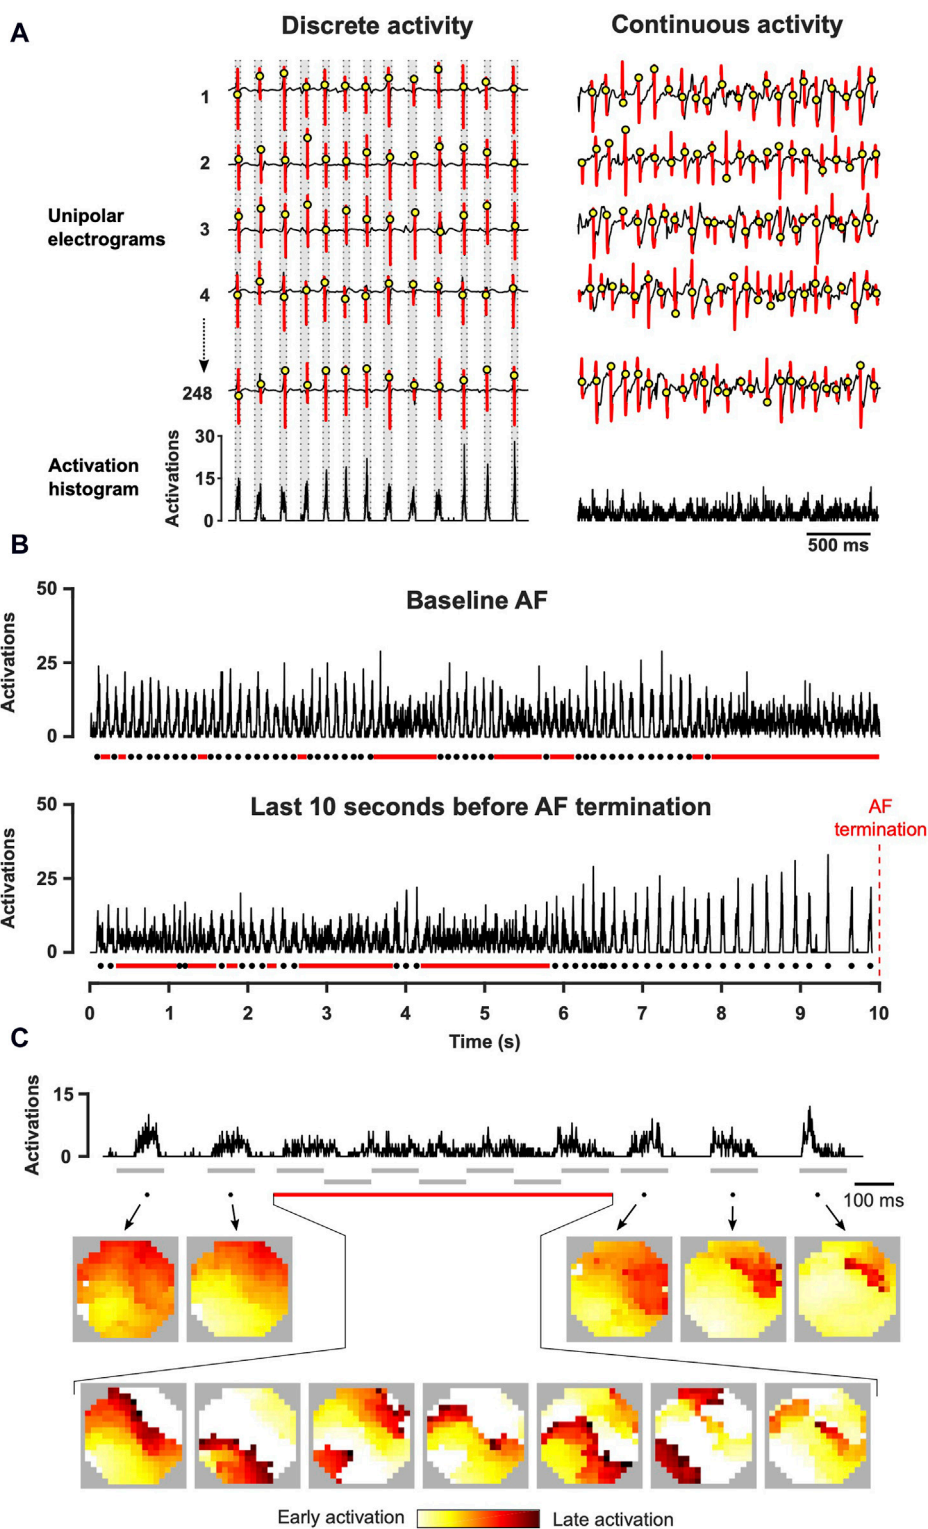 A
Discrete activity
Continuous activity
1
2
Unipolar
electrograms
3
4
248
Activation
histogram
Activations
30
15
0
500 ms
B
Baseline AF
Activations
50
25
0
Last 10 seconds before AF termination
AF
termination
Activations
50
25
0
0 1 2 3 4 5 6 7 8 9 10
Time (s)
C
Activations
15
0
100 ms
Early activation
Late activation